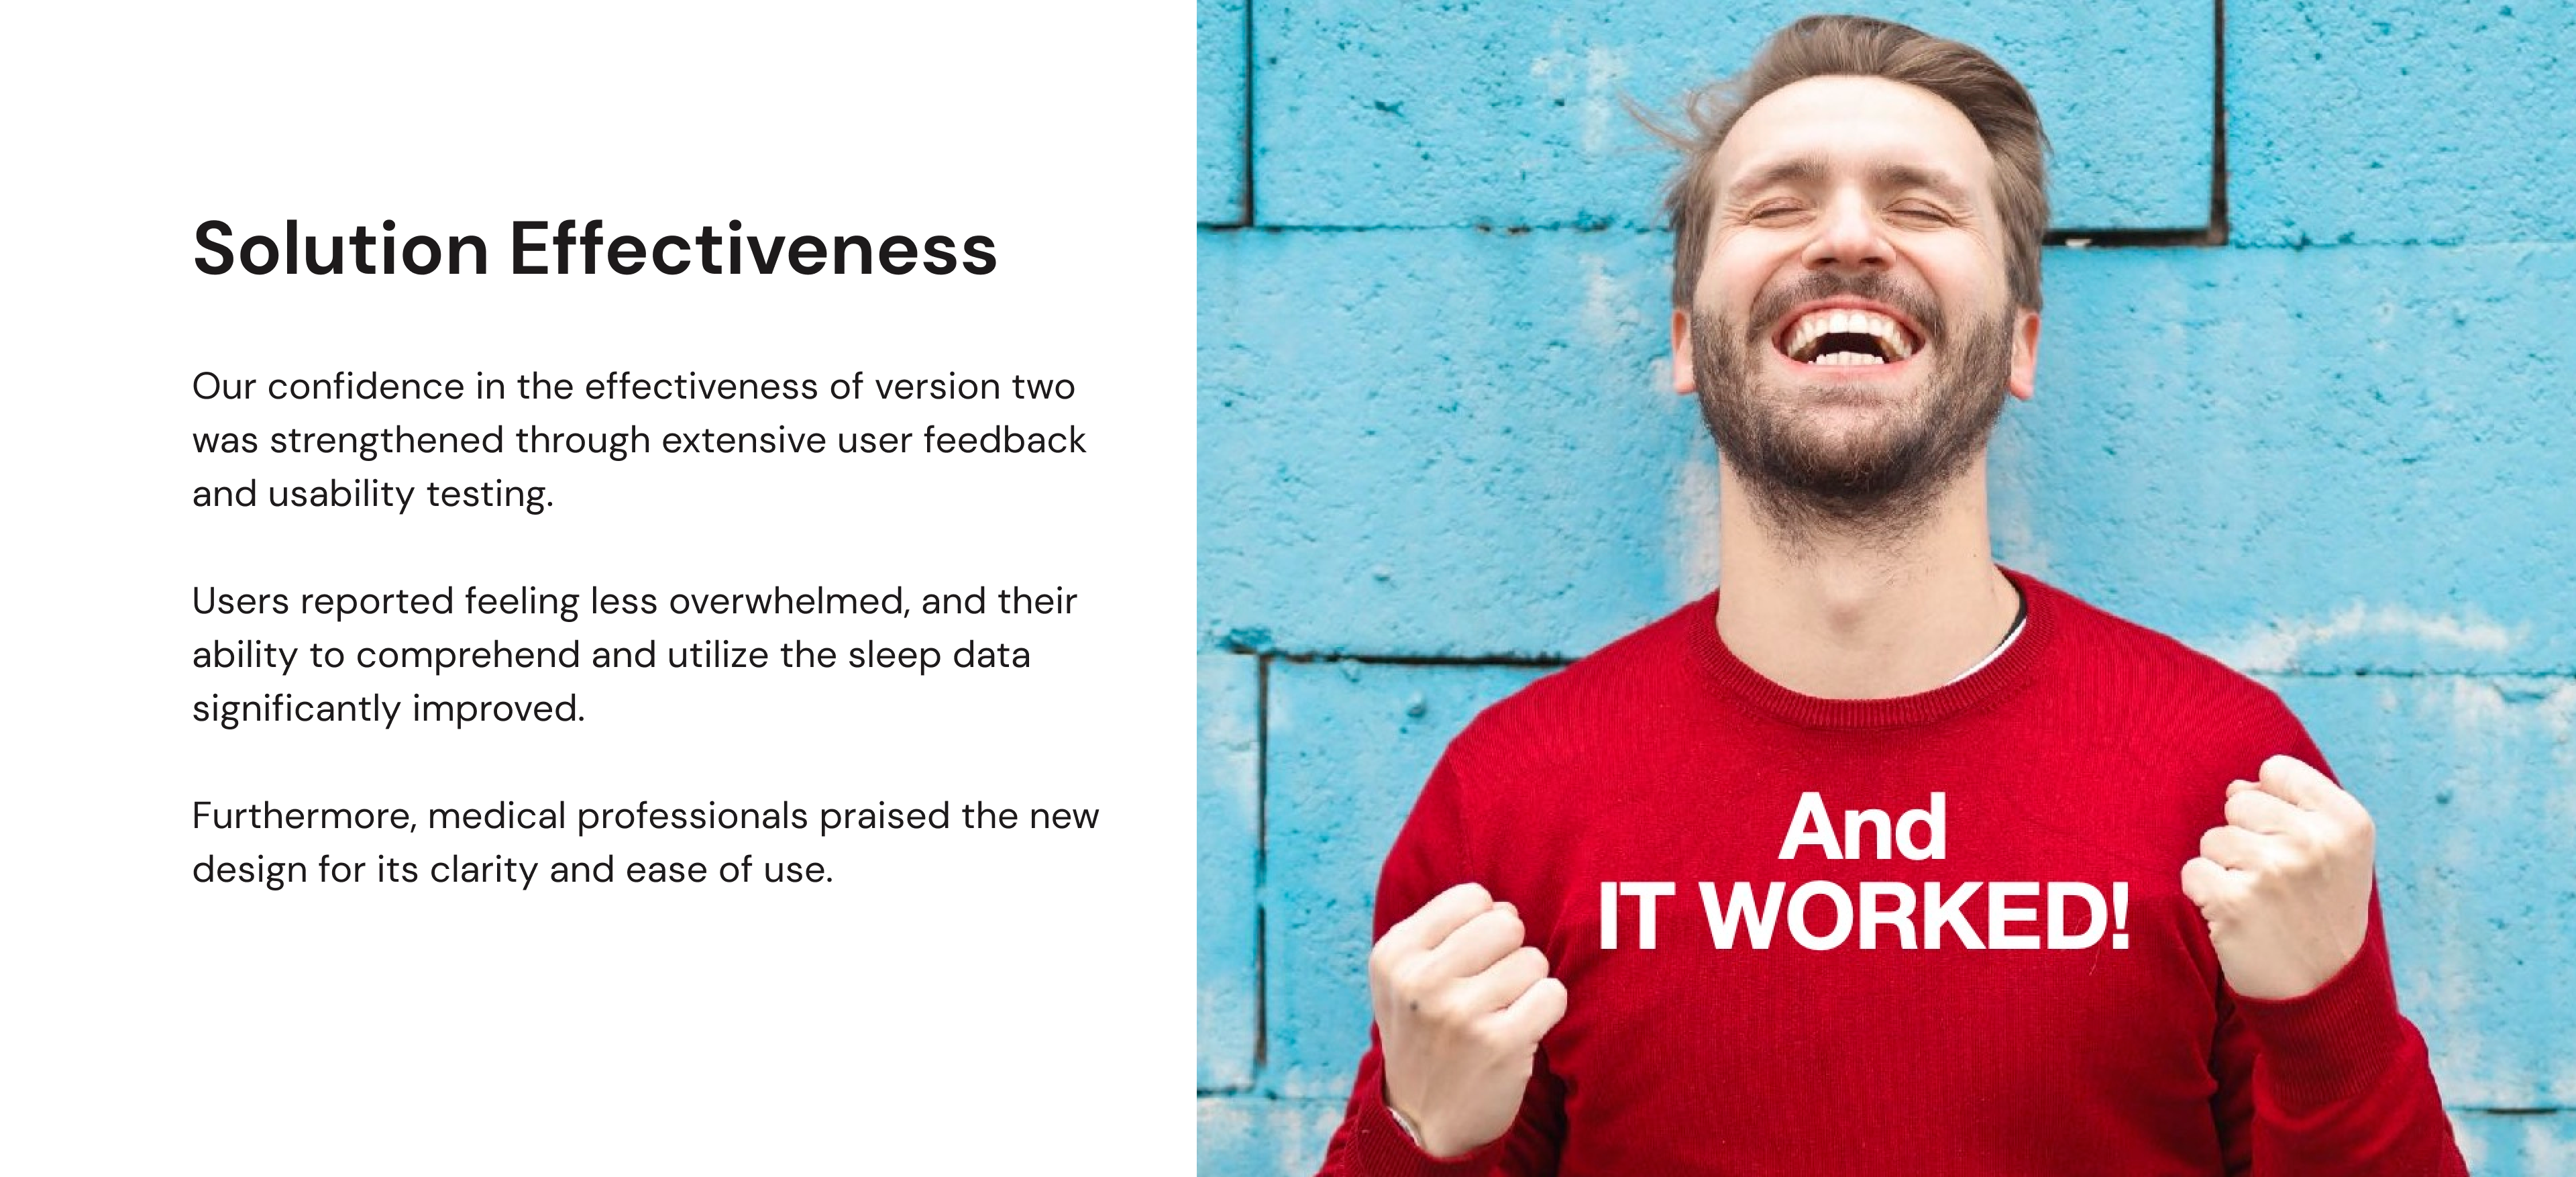 Solution Effectiveness
Our confidence in the effectiveness of version two
was strengthened through extensive user feedback
and usability testing.
Users reported feeling less overwhelmed, and their
ability to comprehend and utilize the sleep data
significantly improved.
Furthermore, medical professionals praised the new
design for its clarity and ease of use.
And
IT WORKED!